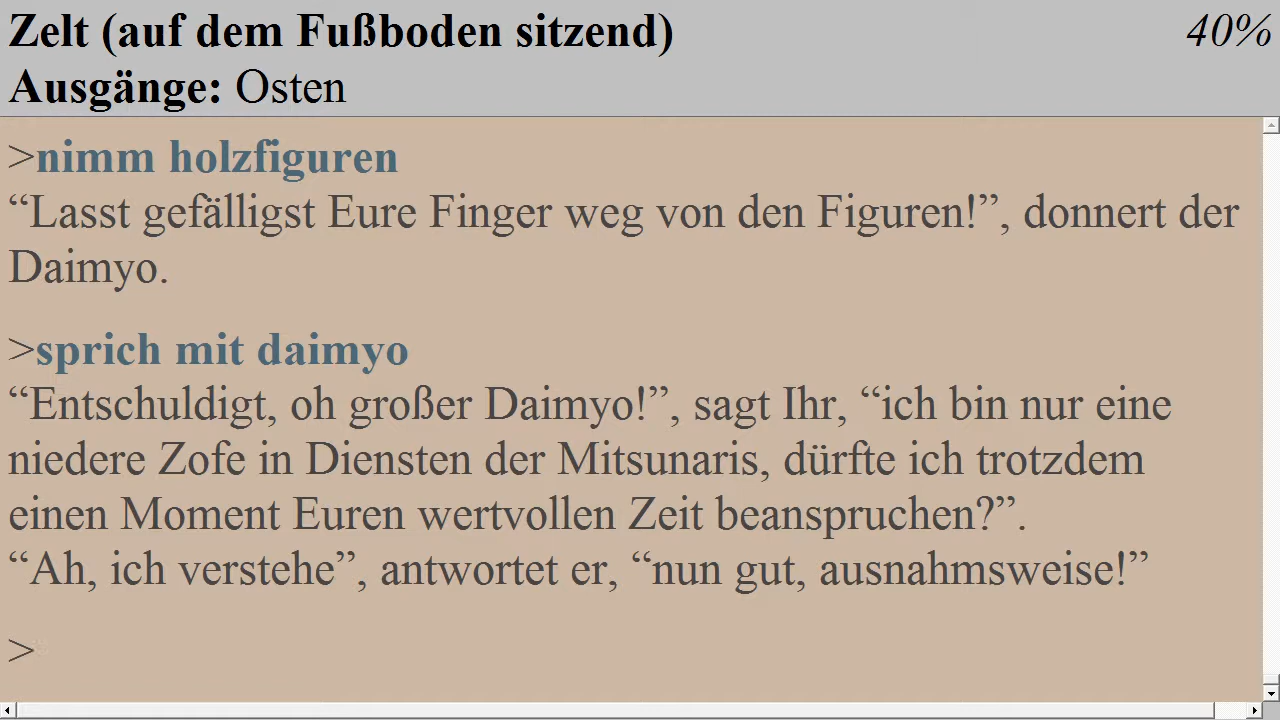 Zelt (auf dem Fußboden sitzend)
40%
Ausgänge: Osten
>nimm holzfiguren
“Lasst gefälligst Eure Finger weg von den Figuren!”, donnert der
Daimyo.
>sprich mit daimyo
“Entschuldigt, oh großer Daimyo!”, sagt Ihr, “ich bin nur eine
niedere Zofe in Diensten der Mitsunaris, dürfte ich trotzdem
einen Moment Euren wertvollen Zeit beanspruchen?”.
“Ah, ich verstehe”, antwortet er, “nun gut, ausnahmsweise!”
>